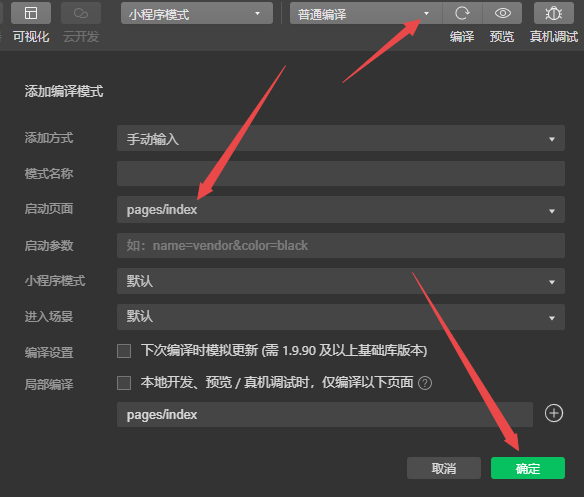 小程序模式
普通编译
可视化
云开发
编译
预览
真机调试
添加编译模式
添加方式
手动输入
模式名称
启动页面
pages/index
启动参数
如：name=vendor&color=black
小程序模式
默认
进入场景
默认
编译设置
下次编译时模拟更新 (需 1.9.90 及以上基础库版本)
局部编译
本地开发、预览 / 真机调试时，仅编译以下页面
pages/index
取消
确定